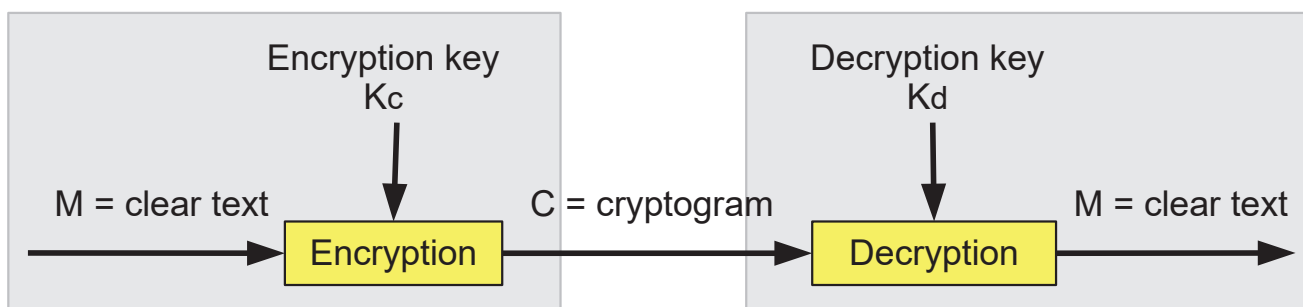 Encryption key
Kc
Decryption key
Kd
M = clear text
C = cryptogram
M = clear text
Encryption
Decryption